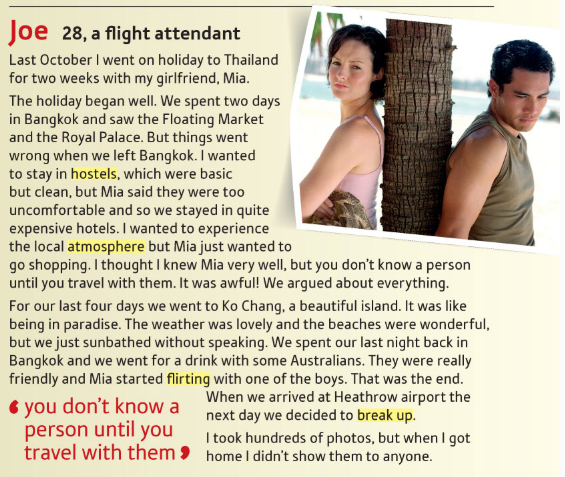 Joe 28, a flight attendant
Last October I went on holiday to Thailand
for two weeks with my girlfriend, Mia.
The holiday began well. We spent two days
in Bangkok and saw the Floating Market
and the Royal Palace. But things went
wrong when we left Bangkok. I wanted
to stay in hostels, which were basic
but clean, but Mia said they were too
uncomfortable and so we stayed in quite
expensive hotels. I wanted to experience
the local atmosphere but Mia just wanted to
go shopping. I thought I knew Mia very well, but you don't know a person
until you travel with them. It was awful! We argued about everything.
For our last four days we went to Ko Chang, a beautiful island. It was like
being in paradise. The weather was lovely and the beaches were wonderful,
but we just sunbathed without speaking. We spent our last night back in
Bangkok and we went for a drink with some Australians. They were really
friendly and Mia started flirting with one of the boys. That was the end.
When we arrived at Heathrow airport the
next day we decided to break up.
I took hundreds of photos, but when I got
home I didn't show them to anyone.
‘you don't know a
person until you
travel with them’